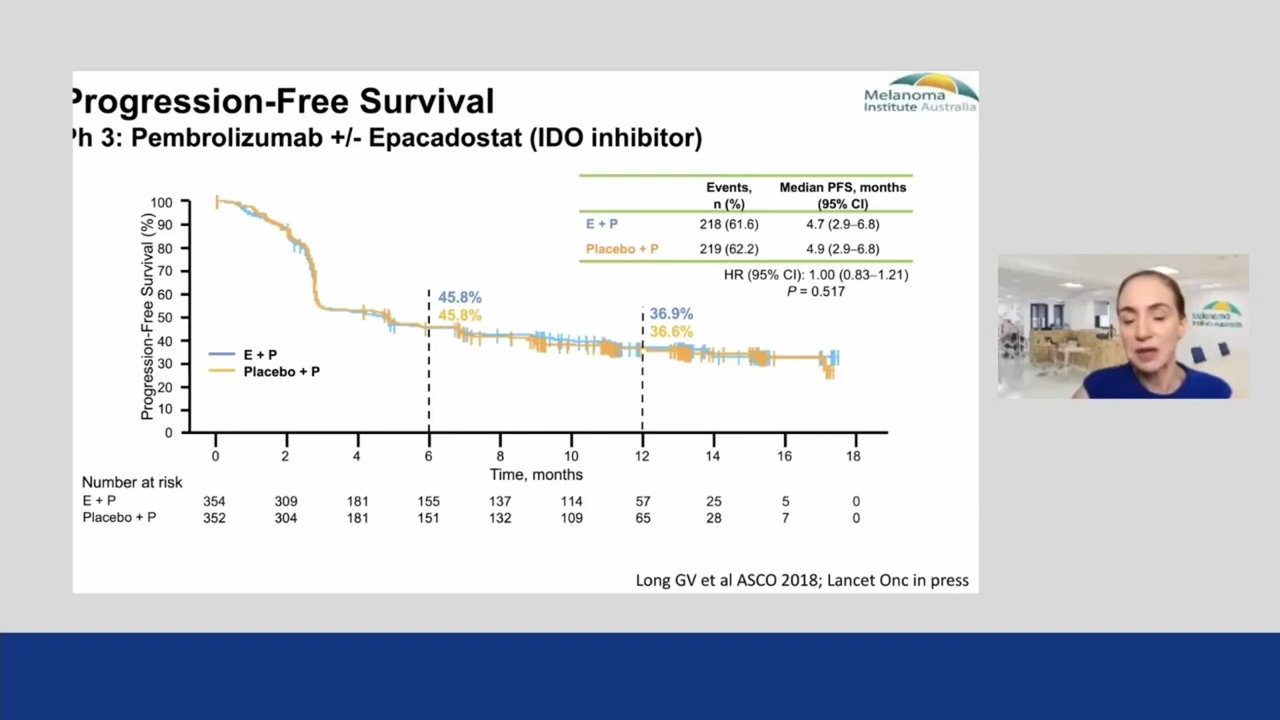 Progression-Free Survival
Ph 3: Pembrolizumab +/- Epacadostat (IDO inhibitor)
Melanoma
Institute Australia
Events, n (%)
Median PFS, months (95% CI)
E + P 218 (61.6) 4.7 (2.9–6.8)
Placebo + P 219 (62.2) 4.9 (2.9–6.8)
HR (95% CI): 1.00 (0.83–1.21)
P = 0.517
Progression-Free Survival (%)
100
90
80
70
60
50
40
30
20
10
0
45.8%
45.8%
36.9%
36.6%
E + P
Placebo + P
0 2 4 6 8 10 12 14 16 18
Time, months
Number at risk
E + P 354 309 181 155 137 114 57 25 5 0
Placebo + P 352 304 181 151 132 109 65 28 7 0
Long GV et al ASCO 2018; Lancet Onc in press
Melanoma
Institute Australia